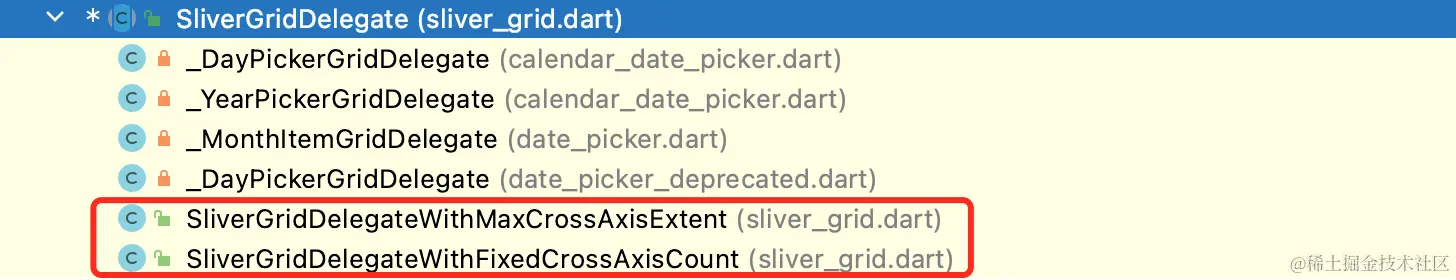 * C SliverGridDelegate (sliver_grid.dart)
C _DayPickerGridDelegate (calendar_date_picker.dart)
C _YearPickerGridDelegate (calendar_date_picker.dart)
C _MonthItemGridDelegate (date_picker.dart)
C _DayPickerGridDelegate (date_picker_deprecated.dart)
C SliverGridDelegateWithMaxCrossAxisExtent (sliver_grid.dart)
C SliverGridDelegateWithFixedCrossAxisCount (sliver_grid.dart)
@稀土掘金技术社区